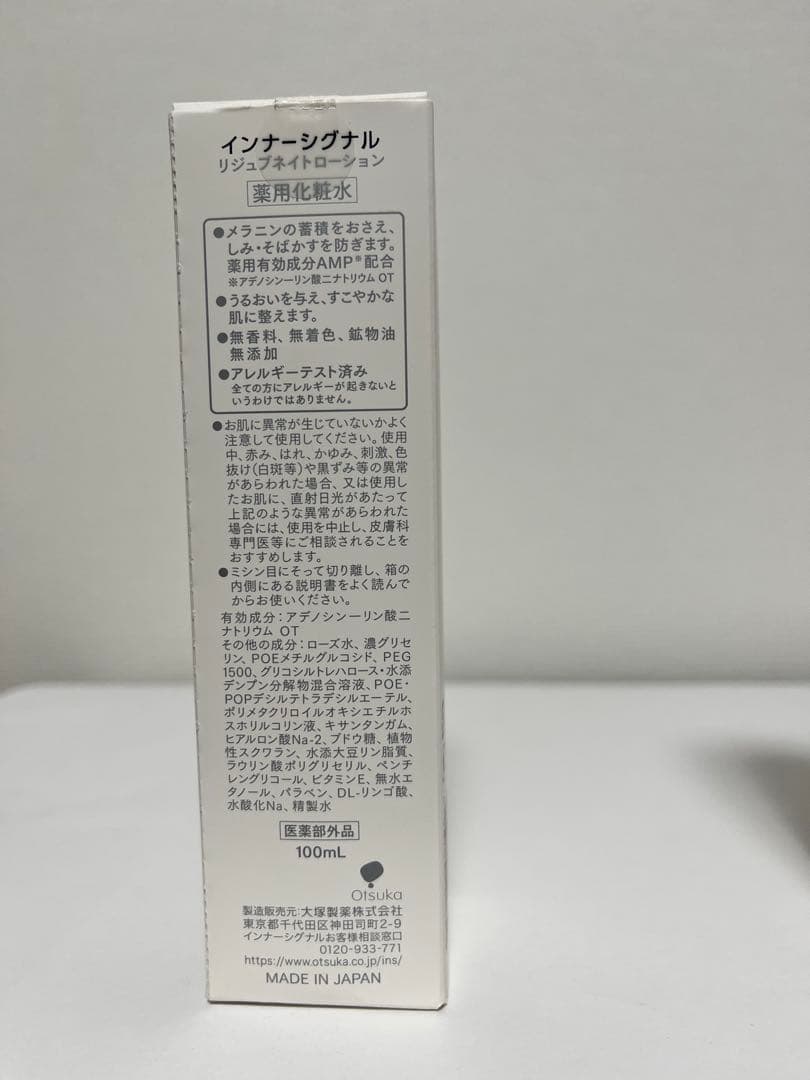 インナーシグナル
リジュブネイトローション
薬用化粧水
●メラニンの蓄積をおさえ、
しみ・そばかすを防ぎます。
薬用有効成分AMP※配合
※アデノシン一リン酸二ナトリウム OT
●うるおいを与え、すこやかな
肌に整えます。
●無香料、無着色、鉱物油
無添加
●アレルギーテスト済み
全ての方にアレルギーが起きないと
いうわけではありません。
●お肌に異常が生じていないかよく
注意して使用してください。使用
中、赤み、はれ、かゆみ、刺激、色
抜け(白斑等)や黒ずみ等の異常
があらわれた場合、又は使用し
たお肌に、直射日光があたって
上記のような異常があらわれた
場合には、使用を中止し、皮膚科
専門医等にご相談されることを
おすすめします。
●ミシン目にそって切り離し、箱の
内側にある説明書をよく読んで
からお使いください。
有効成分：アデノシン一リン酸二
ナトリウム OT
その他の成分：ローズ水、濃グリセ
リン、POEメチルグルコシド、PEG
1500、グリコシルトレハロース・水添
デンプン分解物混合溶液、POE・
POPデシルテトラデシルエーテル、
ポリメタクリロイルオキシエチルホ
スホリルコリン液、キサンタンガム、
ヒアルロン酸Na-2、ブドウ糖、植物
性スクワラン、水添大豆リン脂質、
ラウリン酸ポリグリセリル、ペンチ
レングリコール、ビタミンE、無水エ
タノール、パラベン、DL-リンゴ酸、
水酸化Na、精製水
医薬部外品
100mL
Otsuka
製造販売元：大塚製薬株式会社
東京都千代田区神田司町2-9
インナーシグナルお客様相談窓口
0120-933-771
https://www.otsuka.co.jp/ins/
MADE IN JAPAN